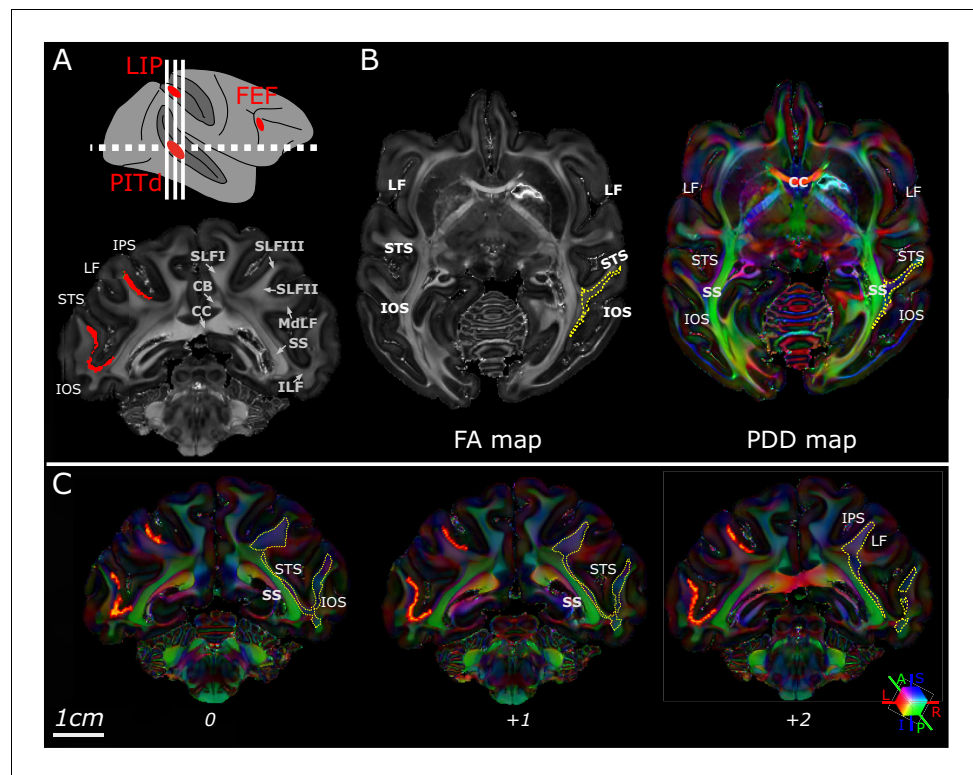 A
LIP
FEF
PITd
IPS
LF
STS
IOS
SLFI
CB
CC
SLFIII
SLFII
MdLF
SS
ILF
B
LF
LF
STS
STS
IOS
IOS
FA map
CC
LF
LF
STS
STS
SS
SS
IOS
IOS
PDD map
C
STS
SS
IOS
STS
SS
IOS
IPS
LF
1cm
0
+1
+2
A S
L R
I P